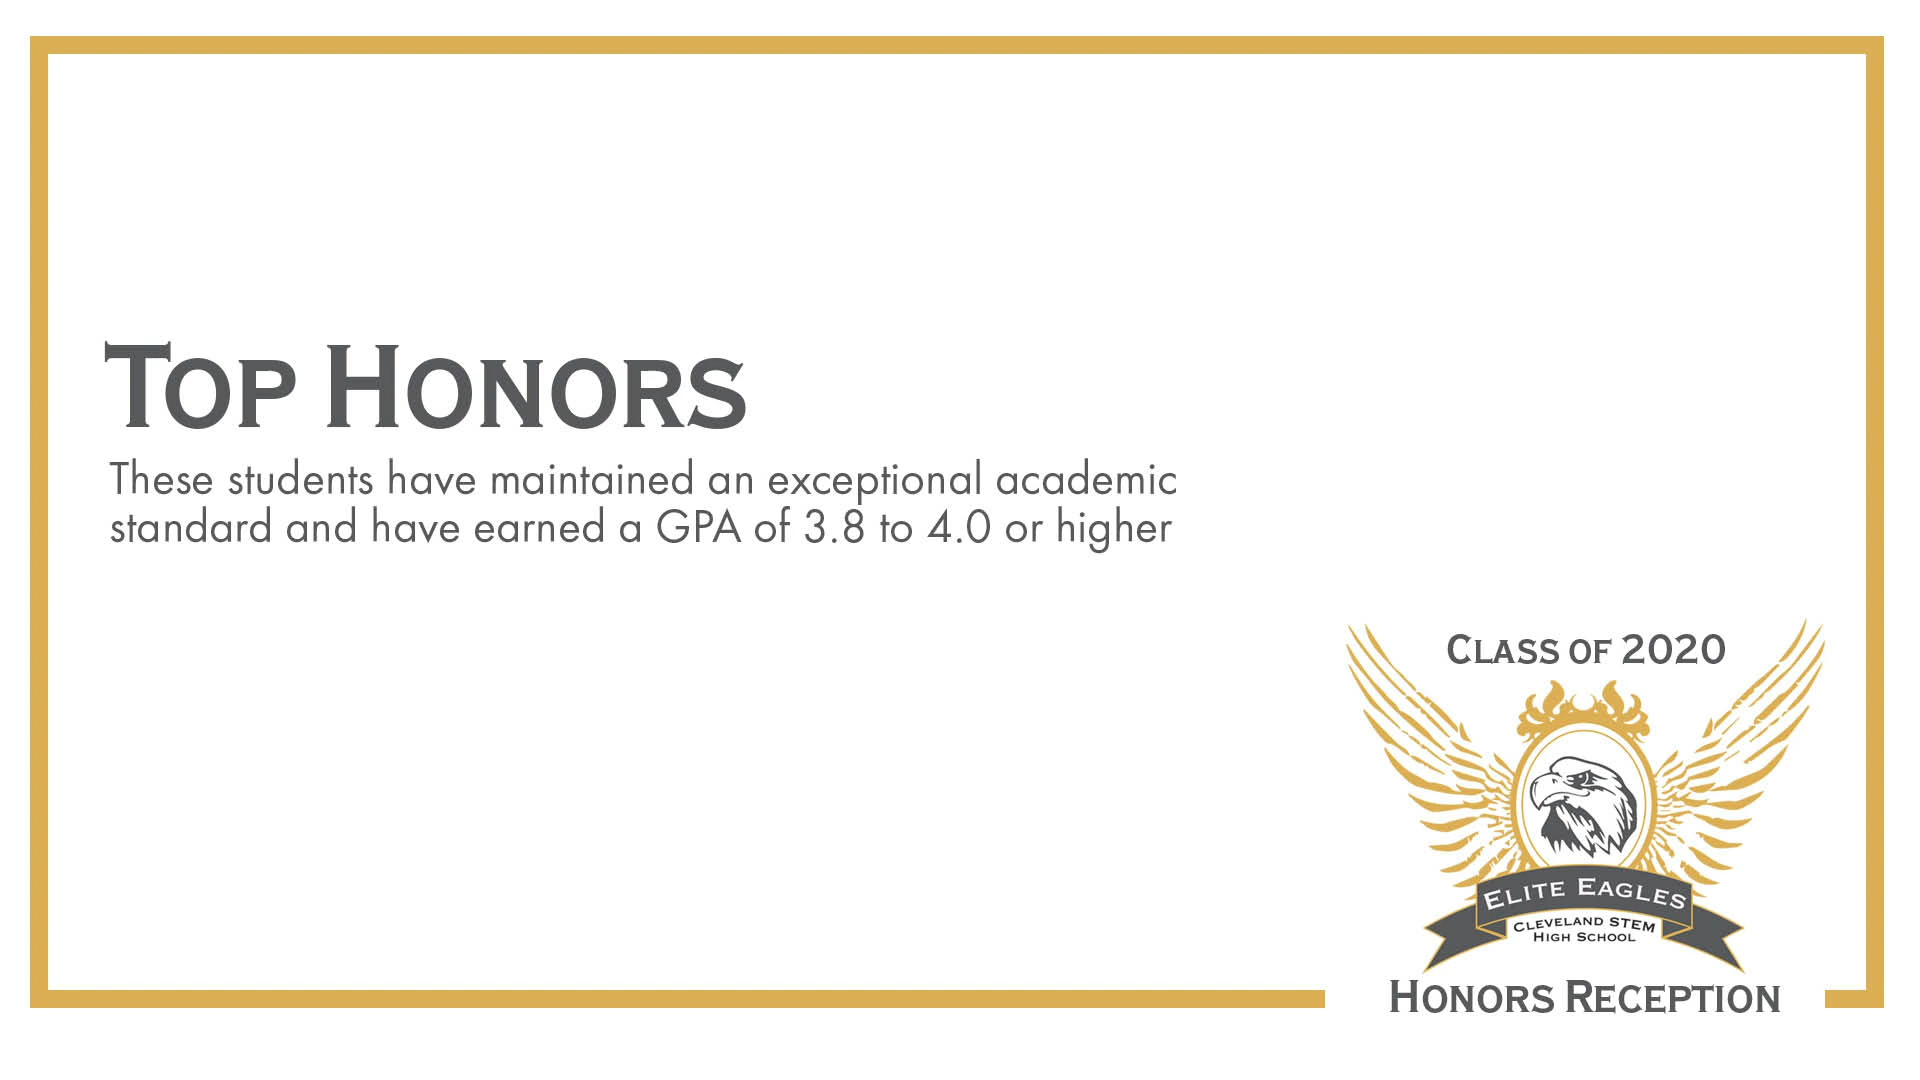 Top Honors
These students have maintained an exceptional academic
standard and have earned a GPA of 3.8 to 4.0 or higher
Class of 2020
Elite Eagles
Cleveland STEM
High School
Honors Reception